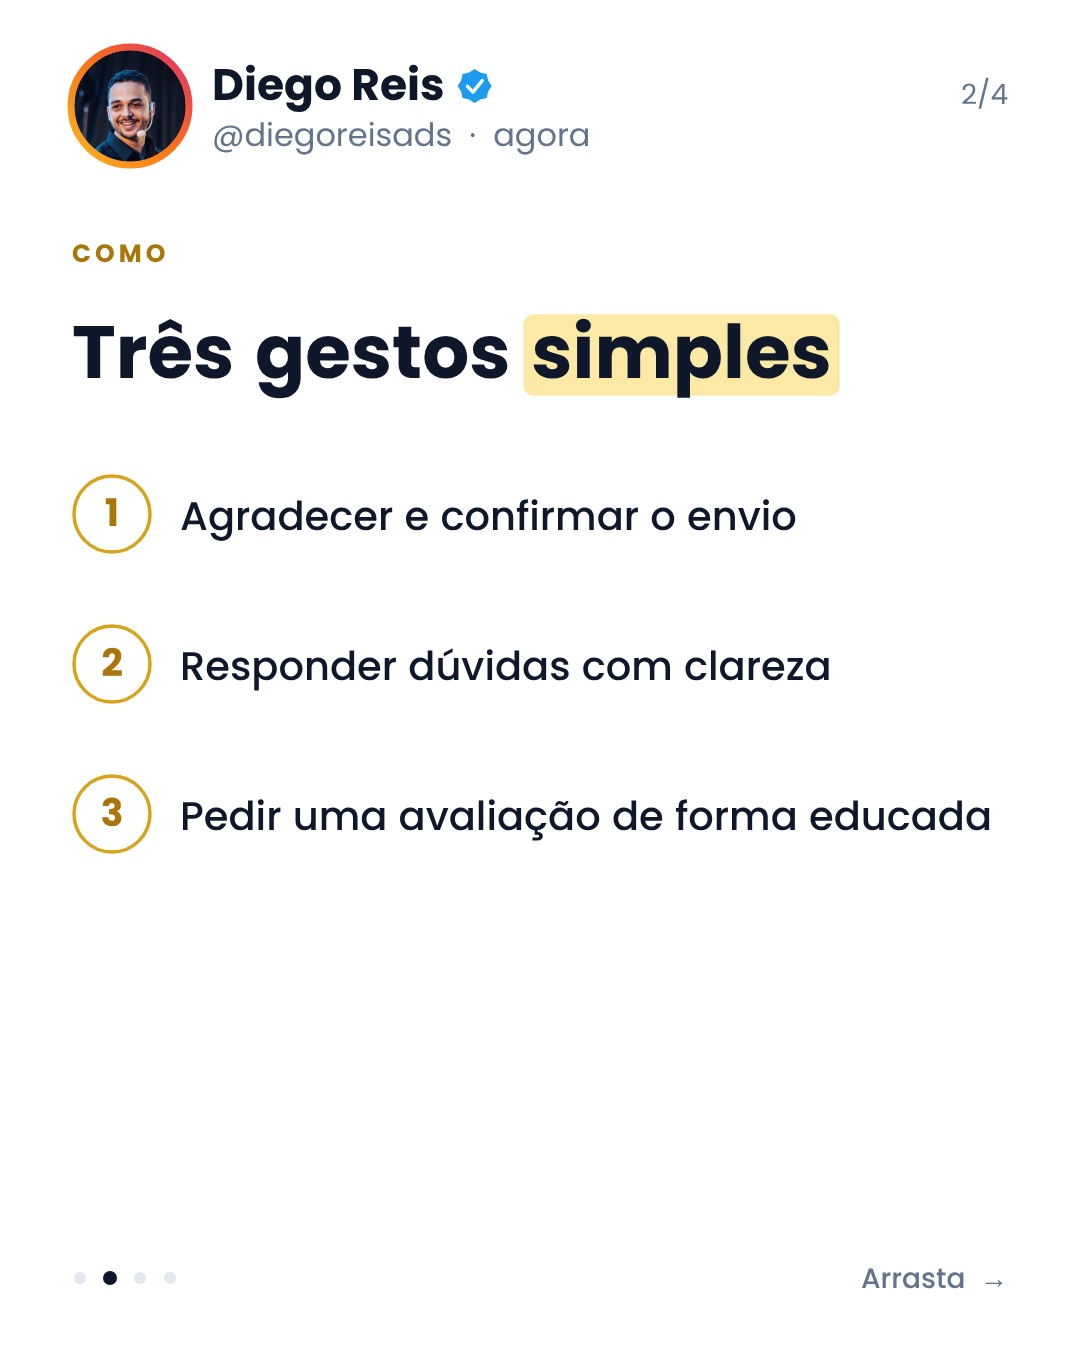 Diego Reis
@diegoreisads · agora
2/4
COMO
Três gestos simples
1 Agradecer e confirmar o envio
2 Responder dúvidas com clareza
3 Pedir uma avaliação de forma educada
Arrasta →